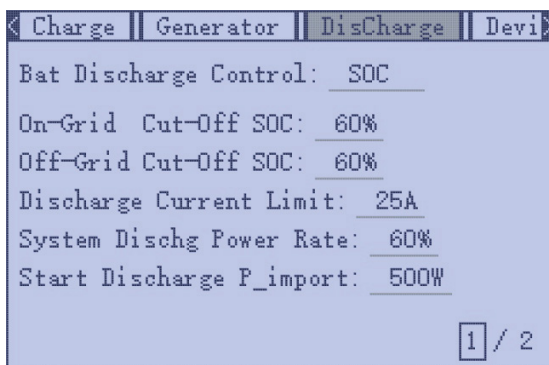 Charge Generator DisCharge Devi
Bat Discharge Control: SOC
On-Grid Cut-Off SOC: 60%
Off-Grid Cut-Off SOC: 60%
Discharge Current Limit: 25A
System Dischg Power Rate: 60%
Start Discharge P_import: 500W
1 / 2